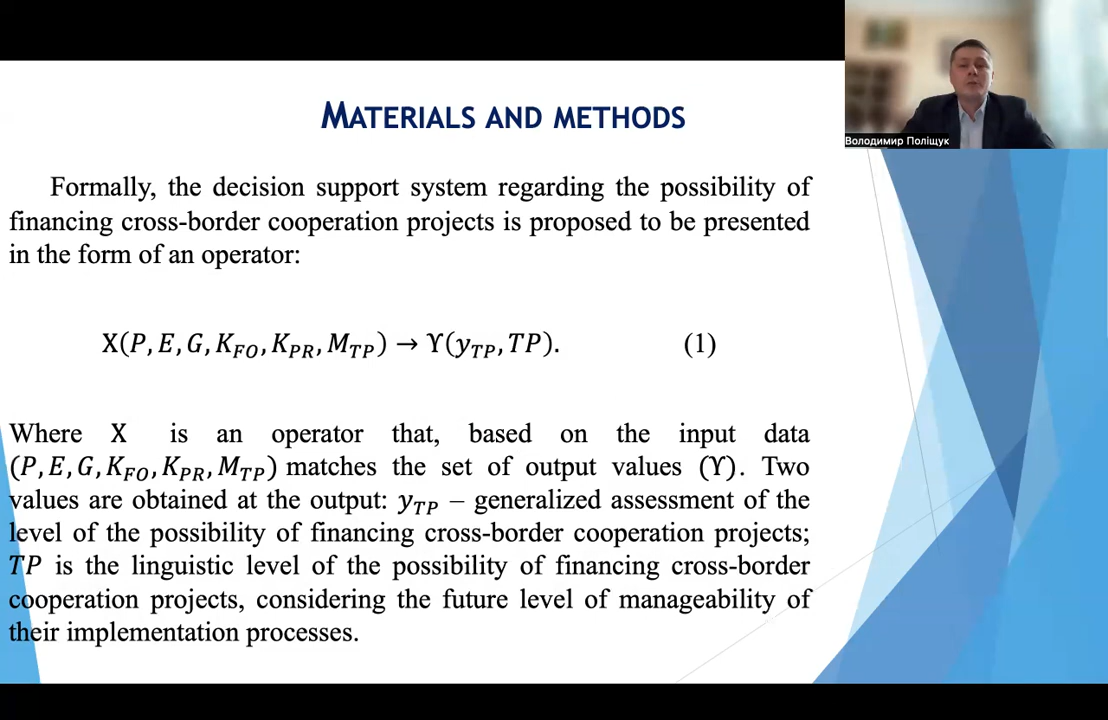 MATERIALS AND METHODS
Володимир Поліщук
Formally, the decision support system regarding the possibility of
financing cross-border cooperation projects is proposed to be presented
in the form of an operator:
X(P, E, G, K_FO, K_PR, M_TP) → ϒ(y_TP, TP). (1)
Where X is an operator that, based on the input data
(P, E, G, K_FO, K_PR, M_TP) matches the set of output values (ϒ). Two
values are obtained at the output: y_TP – generalized assessment of the
level of the possibility of financing cross-border cooperation projects;
TP is the linguistic level of the possibility of financing cross-border
cooperation projects, considering the future level of manageability of
their implementation processes.